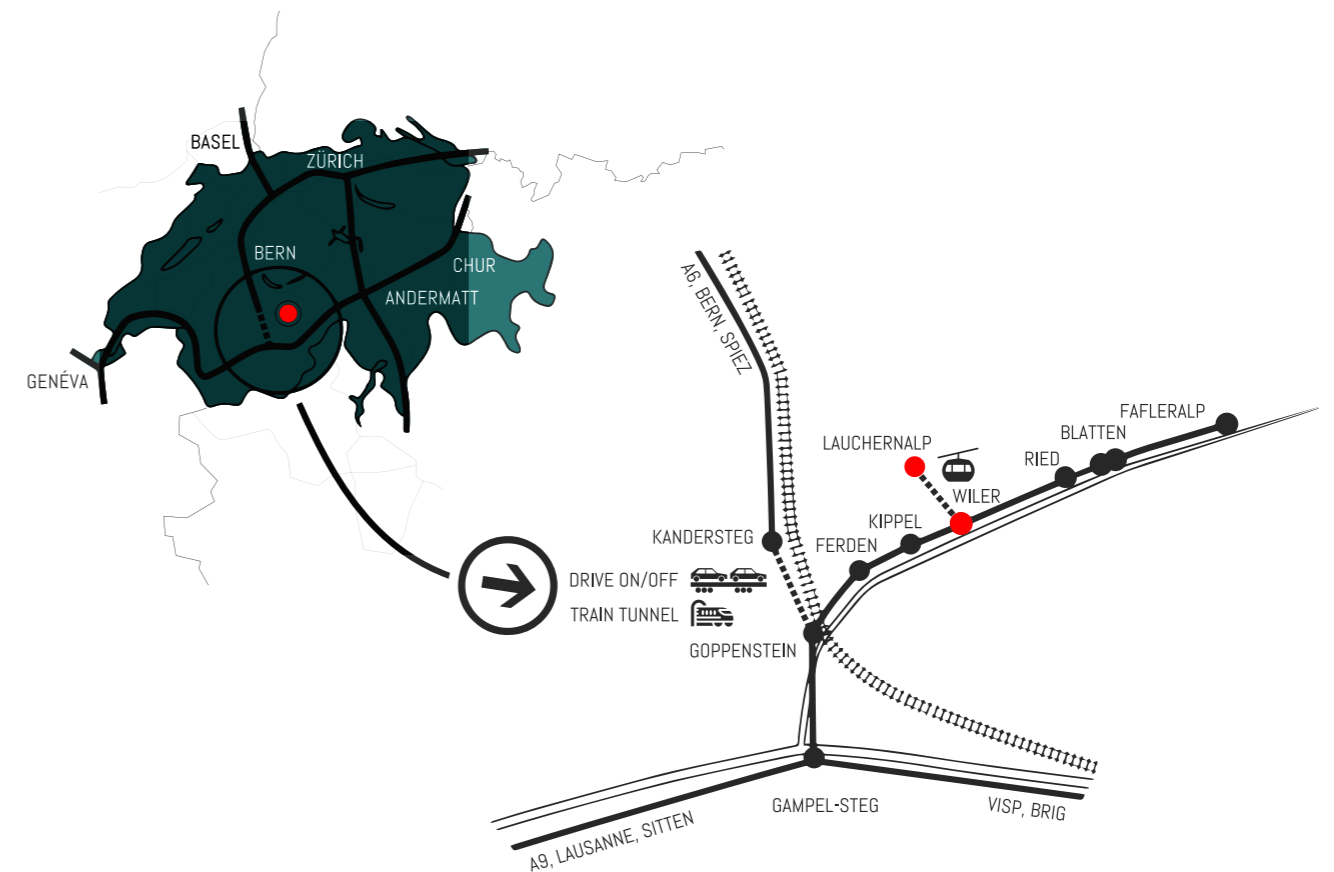 BASEL
ZÜRICH
BERN
CHUR
ANDERMATT
GENÉVA
A6, BERN, SPIEZ
FAFLERALP
BLATTEN
LAUCHERNALP
RIED
WILER
KIPPEL
KANDERSTEG
FERDEN
DRIVE ON/OFF
TRAIN TUNNEL
GOPPENSTEIN
GAMPEL-STEG
VISP, BRIG
A9, LAUSANNE, SITTEN